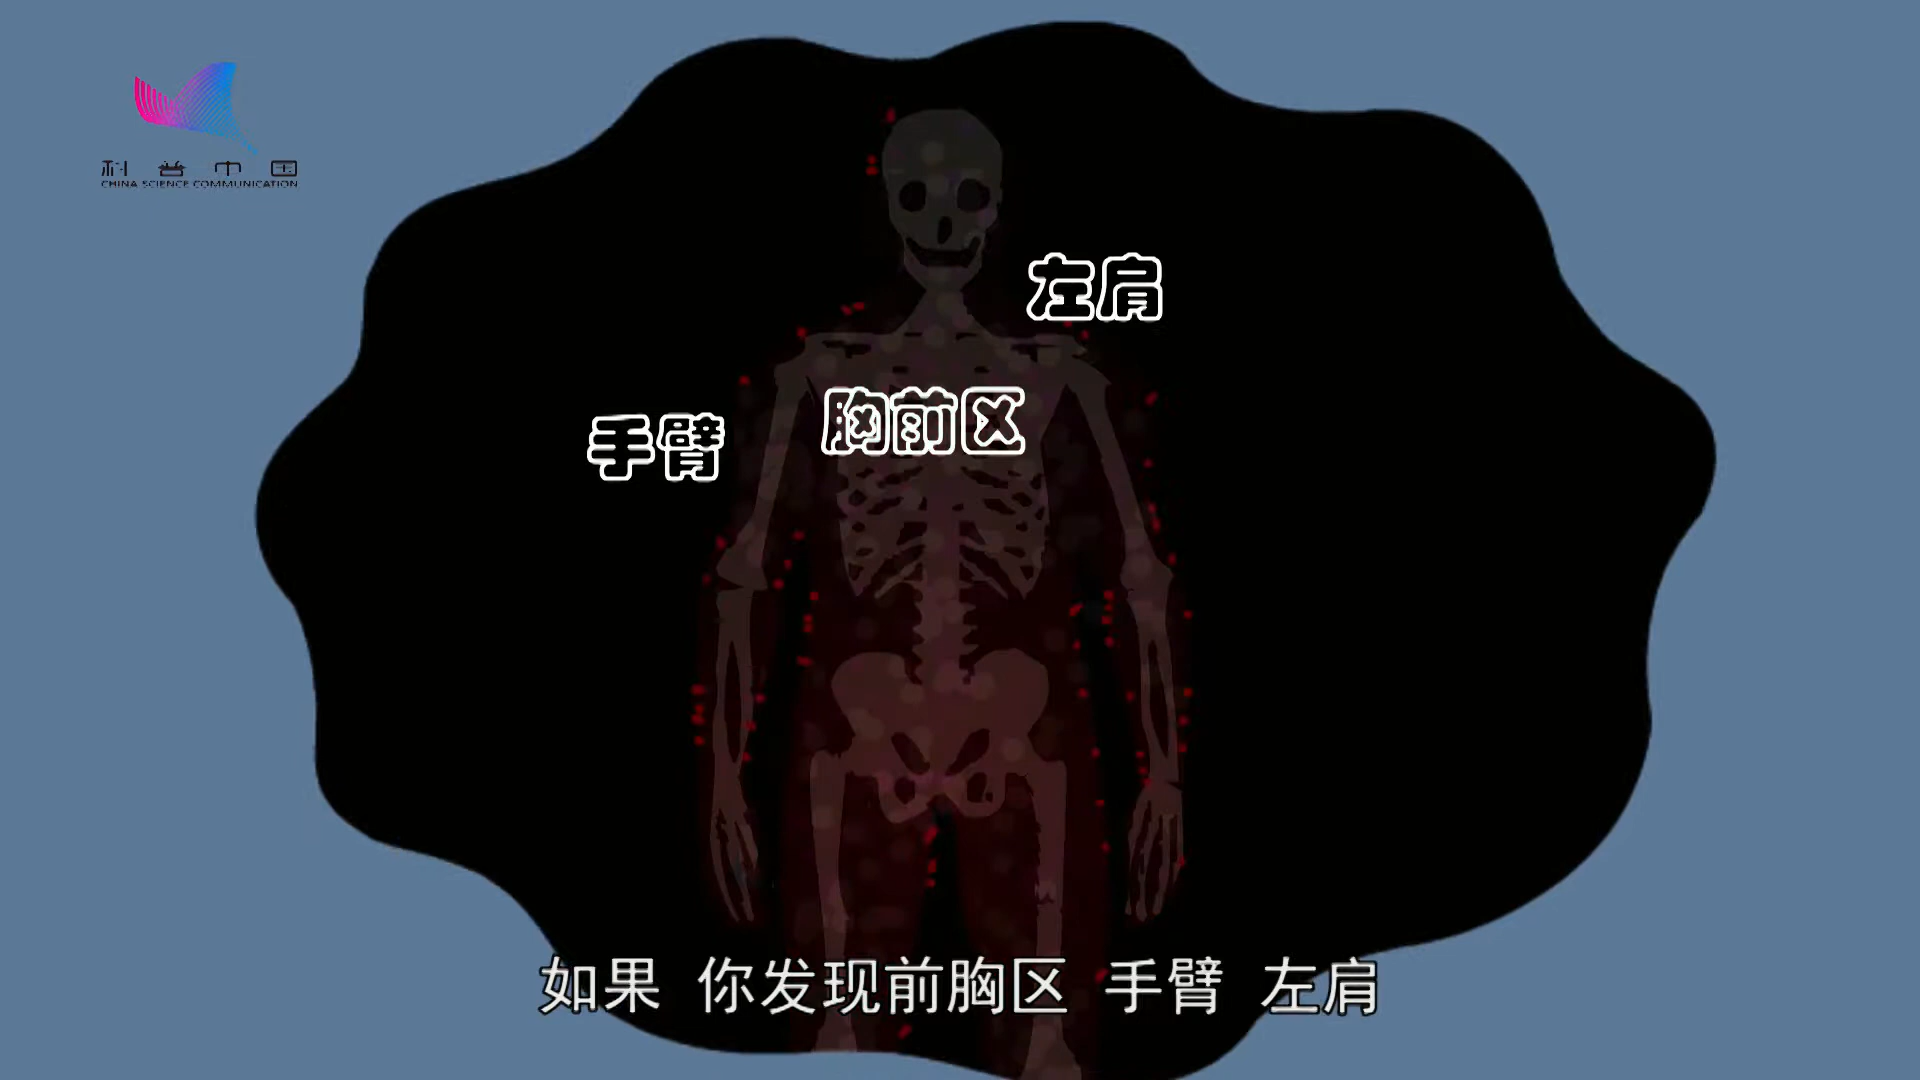 科普中国
CHINA SCIENCE COMMUNICATION
左肩
胸前区
手臂
如果 你发现前胸区 手臂 左肩